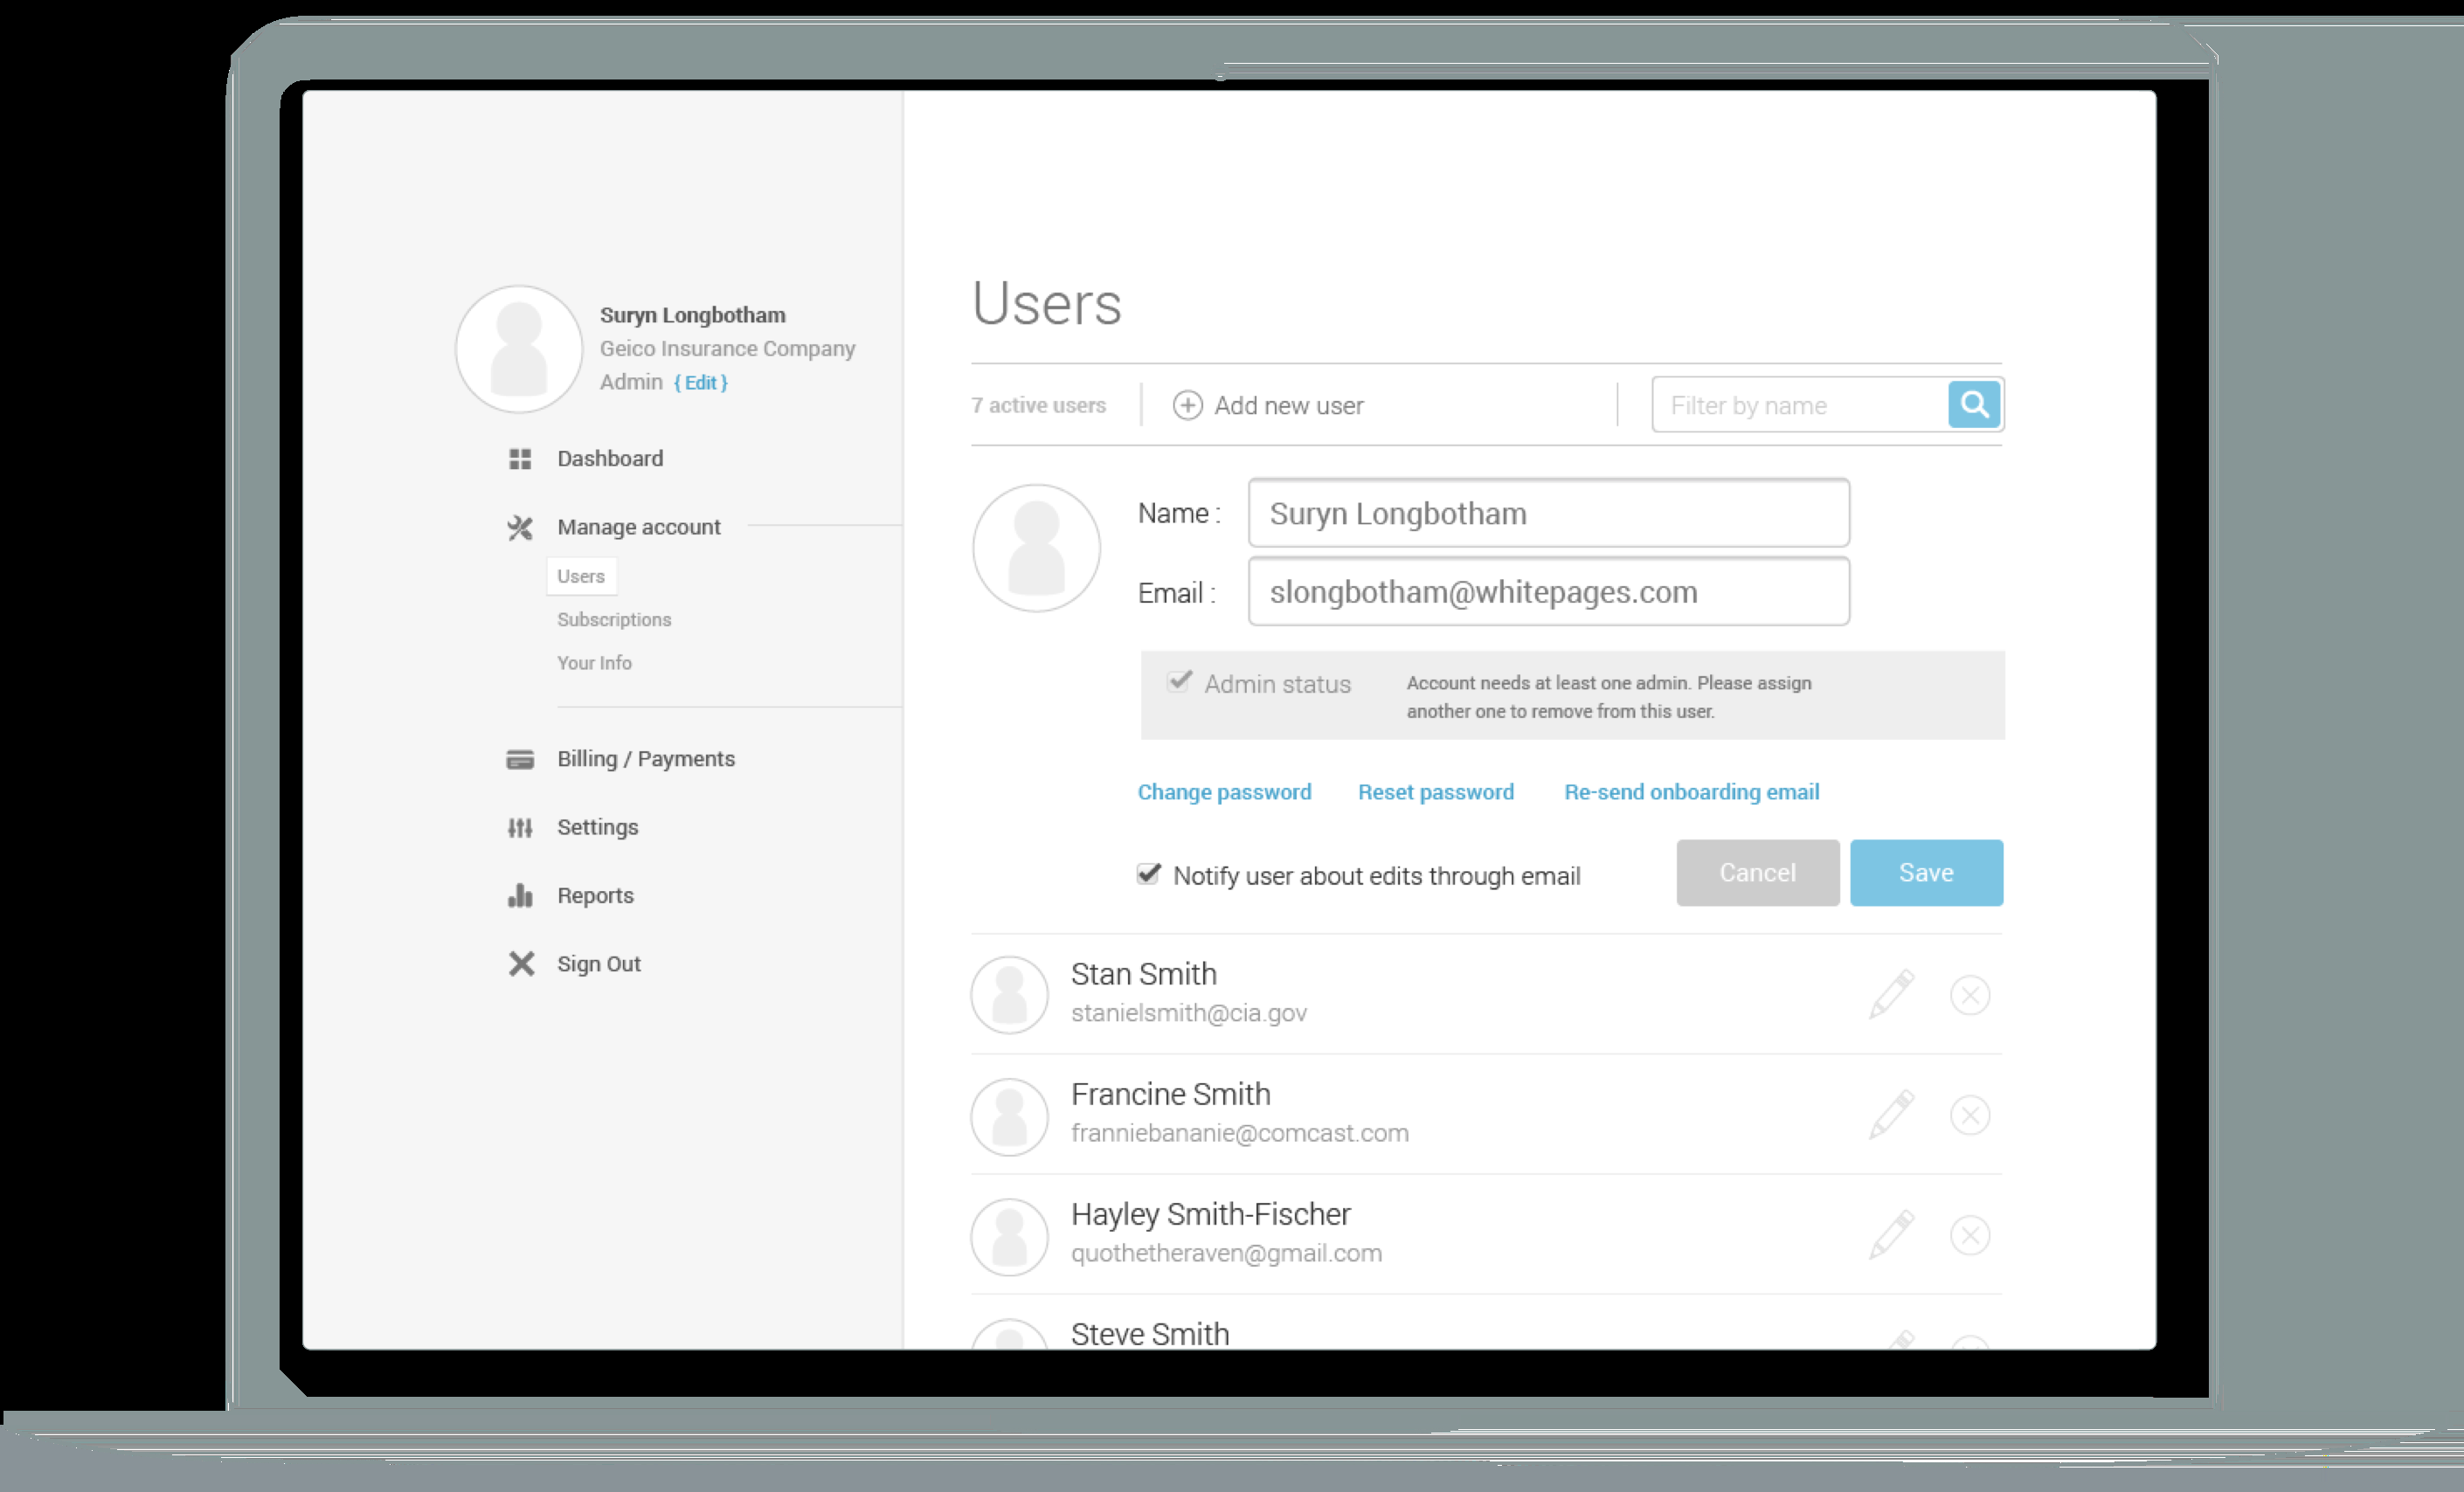 Suryn Longbotham
Geico Insurance Company
Admin {Edit}
Dashboard
Manage account
Users
Subscriptions
Your Info
Billing / Payments
Settings
Reports
Sign Out
Users
7 active users
Add new user
Filter by name
Name : Suryn Longbotham
Email : slongbotham@whitepages.com
Admin status
Account needs at least one admin. Please assign
another one to remove from this user.
Change password Reset password Re-send onboarding email
Notify user about edits through email
Cancel Save
Stan Smith
stanielsmith@cia.gov
Francine Smith
franniebananie@comcast.com
Hayley Smith-Fischer
quothetheraven@gmail.com
Steve Smith